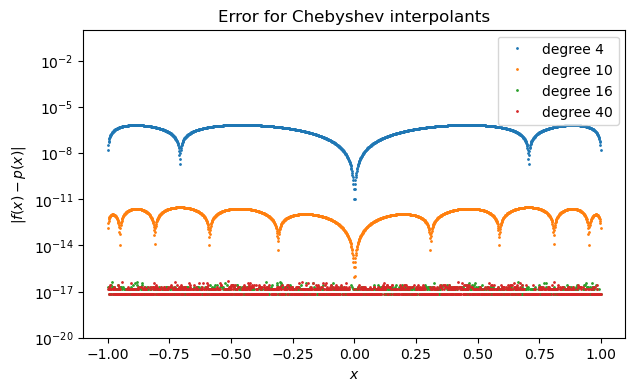 Error for Chebyshev interpolants
degree 4
degree 10
degree 16
degree 40
|f(x) − p(x)|
10⁻²
10⁻⁵
10⁻⁸
10⁻¹¹
10⁻¹⁴
10⁻¹⁷
10⁻²⁰
−1.00 −0.75 −0.50 −0.25 0.00 0.25 0.50 0.75 1.00
x